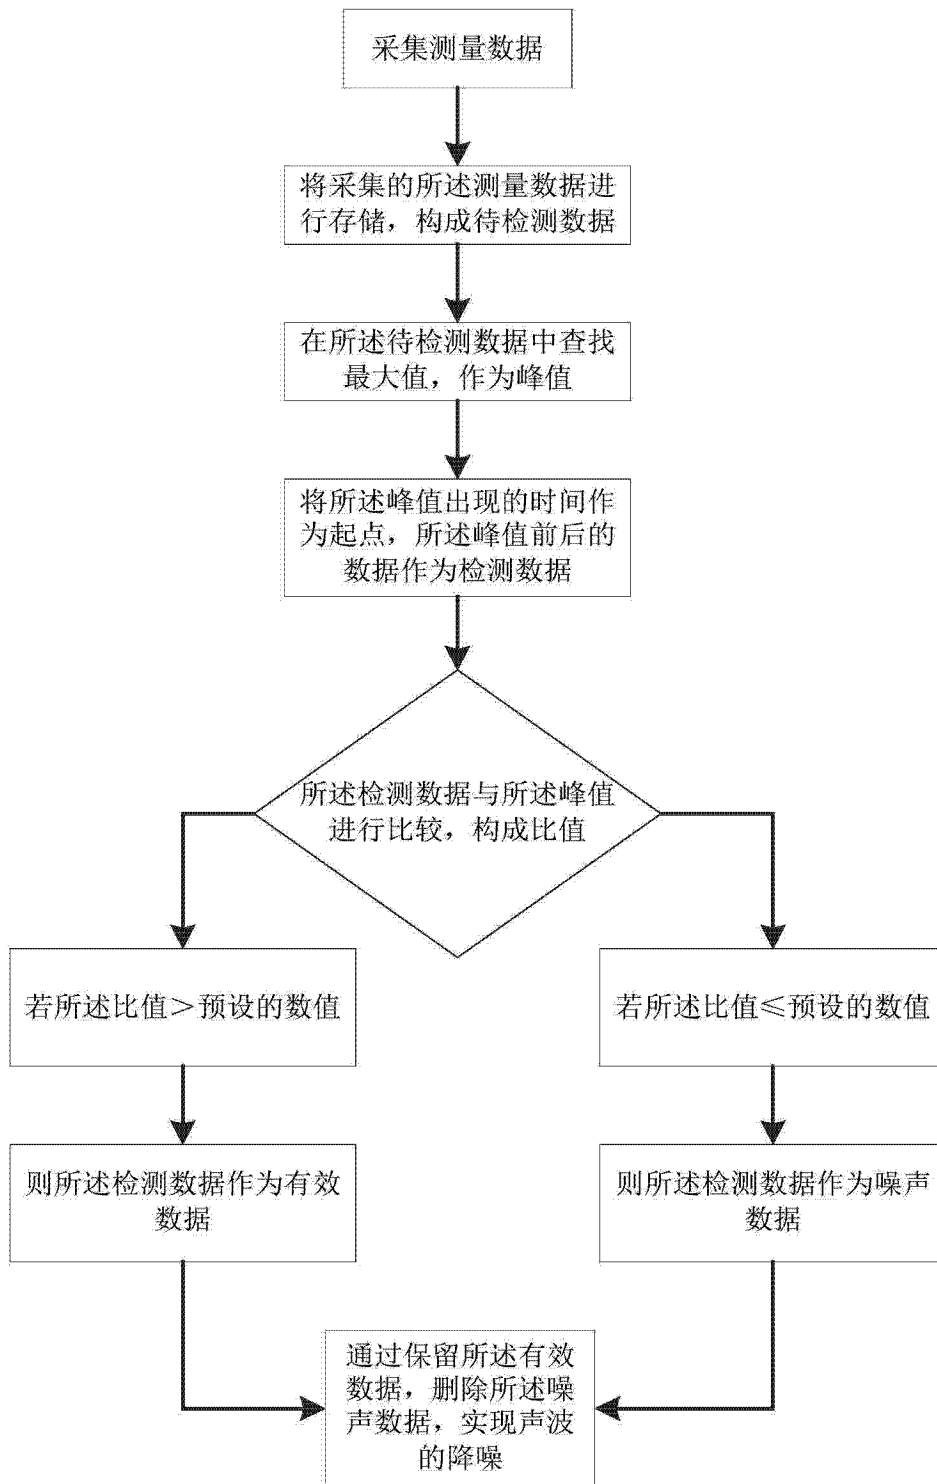 采集测量数据
将采集的所述测量数据进
行存储，构成待检测数据
在所述待检测数据中查找
最大值，作为峰值
将所述峰值出现的时间作
为起点，所述峰值前后的
数据作为检测数据
所述检测数据与所述峰值
进行比较，构成比值
若所述比值＞预设的数值
若所述比值≤预设的数值
则所述检测数据作为有效
数据
则所述检测数据作为噪声
数据
通过保留所述有效
数据，删除所述噪
声数据，实现声波
的降噪